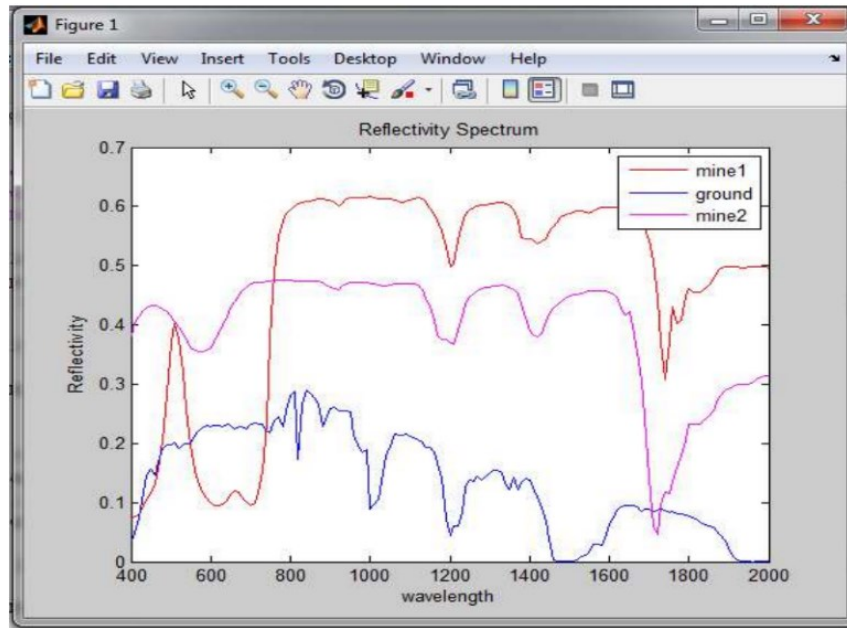 Figure 1
File Edit View Insert Tools Desktop Window Help
Reflectivity Spectrum
0.7
0.6
0.5
0.4
0.3
0.2
0.1
0
Reflectivity
mine1
ground
mine2
400 600 800 1000 1200 1400 1600 1800 2000
wavelength